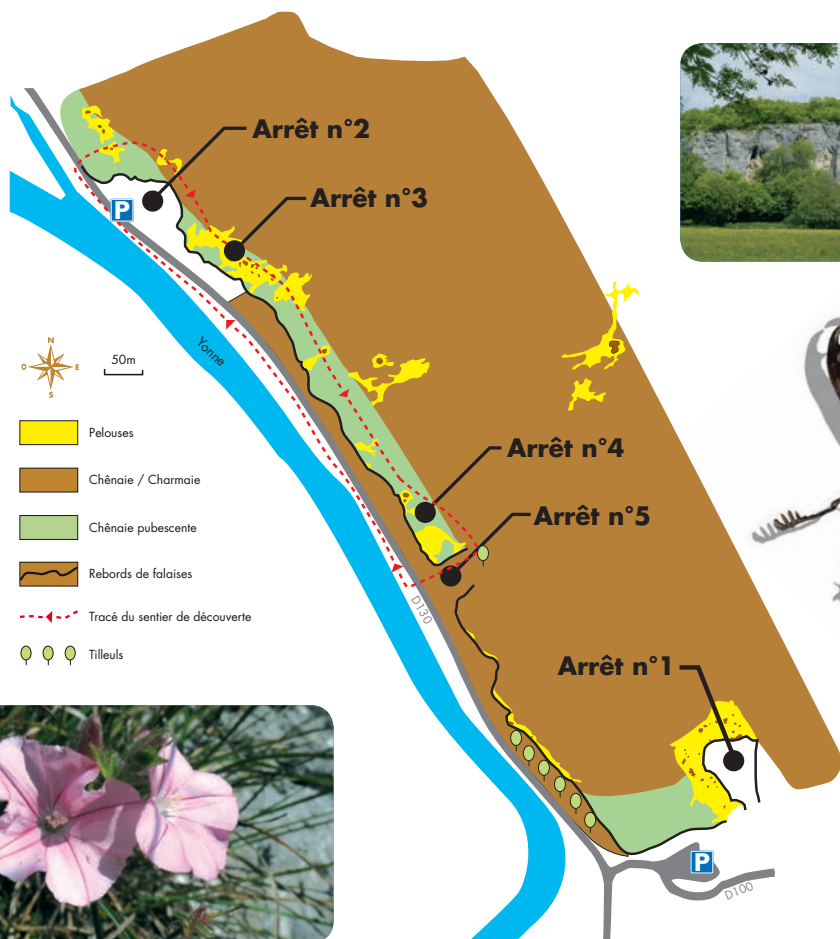 Arrêt n°2
P
Arrêt n°3
Yonne
N
O E
S
50m
Pelouses
Chênaie / Charmaie
Chênaie pubescente
Rebords de falaises
Tracé du sentier de découverte
Tilleuls
Arrêt n°4
Arrêt n°5
D130
Arrêt n°1
P
D100